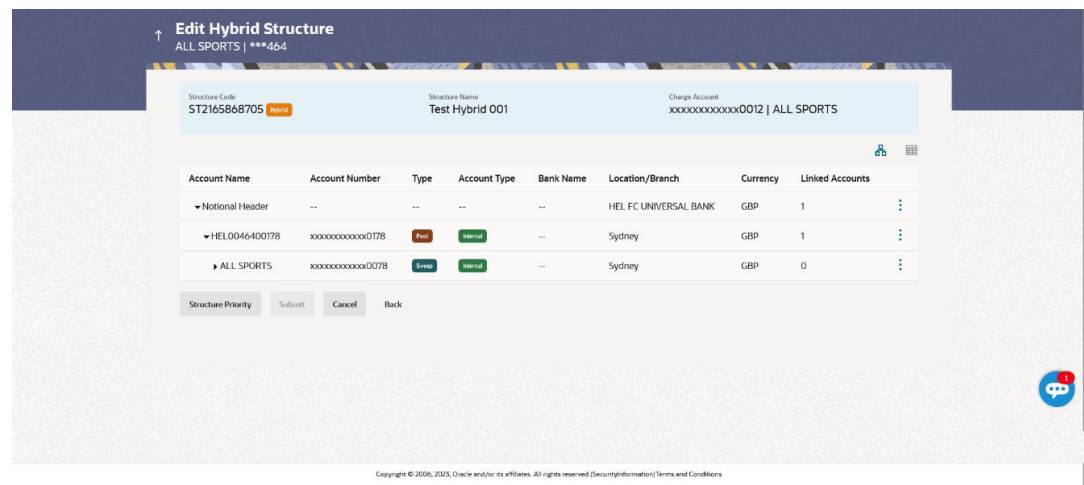 Edit Hybrid Structure
ALL SPORTS | ***464
Structure Code Structure Name Charge Account
ST2165868705 Hybrid Test Hybrid 001 xxxxxxxxxxxx0012 | ALL SPORTS
Account Name Account Number Type Account Type Bank Name Location/Branch Currency Linked Accounts
Notional Header -- -- -- -- HEL FC UNIVERSAL BANK GBP 1
HEL0046400178 xxxxxxxxxxxx0178 Pool Internal -- Sydney GBP 1
ALL SPORTS xxxxxxxxxxxx0078 Sweep Internal -- Sydney GBP 0
Structure Priority Submit Cancel Back
1
Copyright © 2006, 2023, Oracle and/or its affiliates. All rights reserved.|SecurityInformation|Terms and Conditions